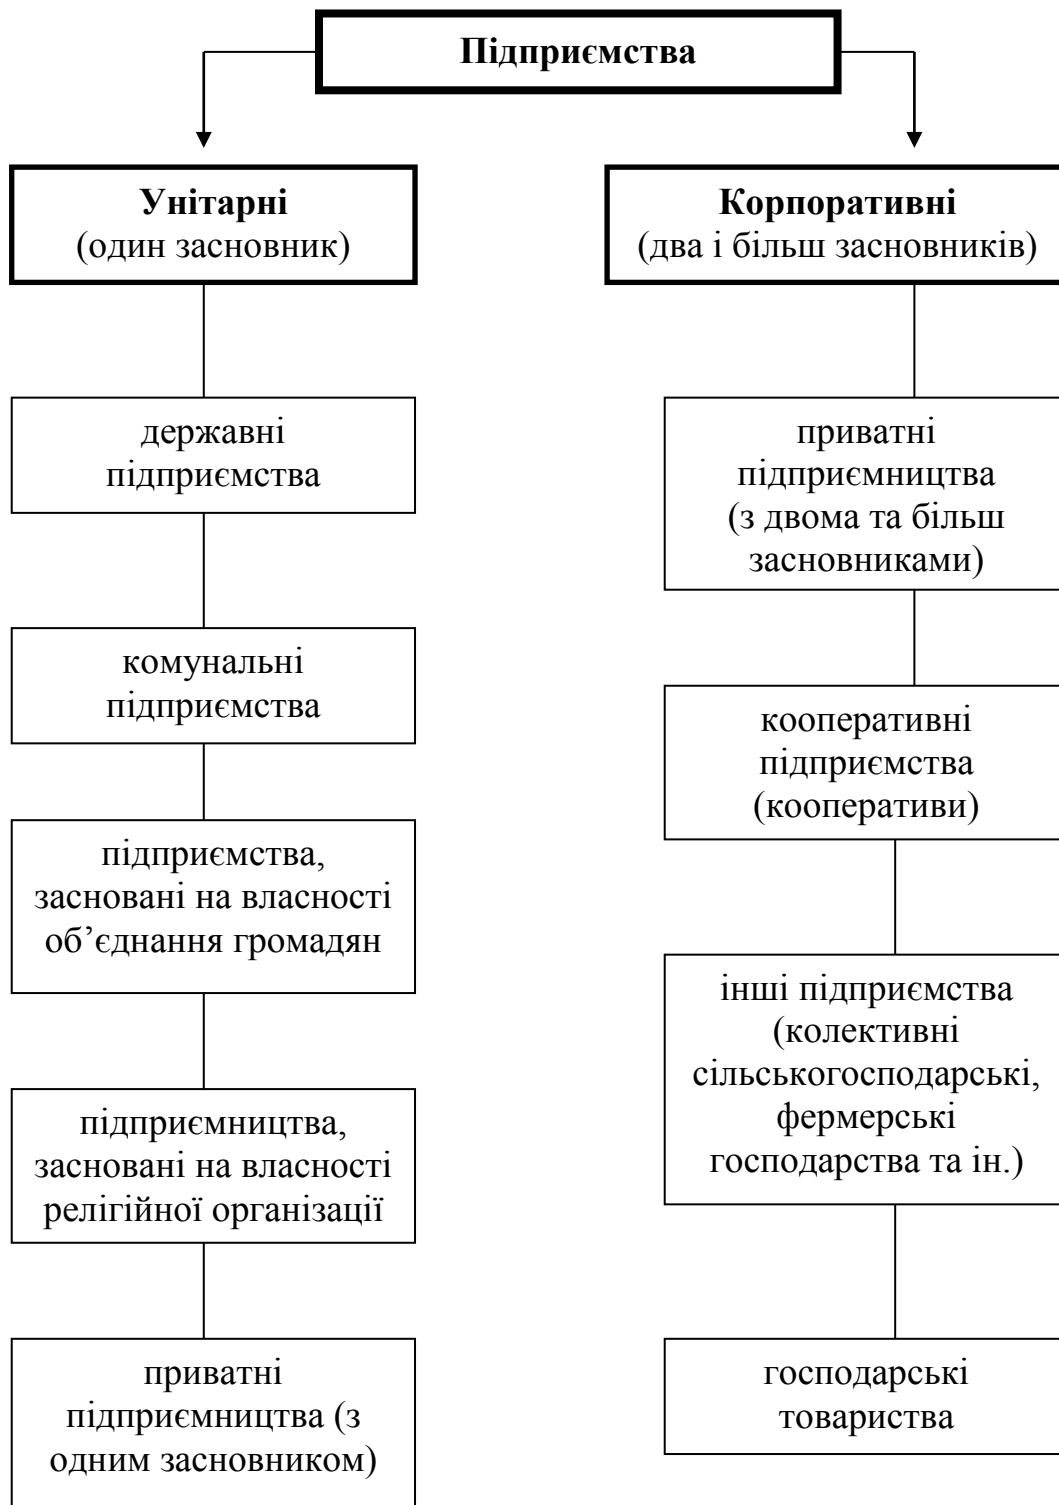 Підприємства
Унітарні
(один засновник)
Корпоративні
(два і більш засновників)
державні
підприємства
комунальні
підприємства
підприємства,
засновані на власності
об’єднання громадян
підприємництва,
засновані на власності
релігійної організації
приватні
підприємництва (з
одним засновником)
приватні
підприємництва
(з двома та більш
засновниками)
кооперативні
підприємства
(кооперативи)
інші підприємства
(колективні
сільськогосподарські,
фермерські
господарства та ін.)
господарські
товариства